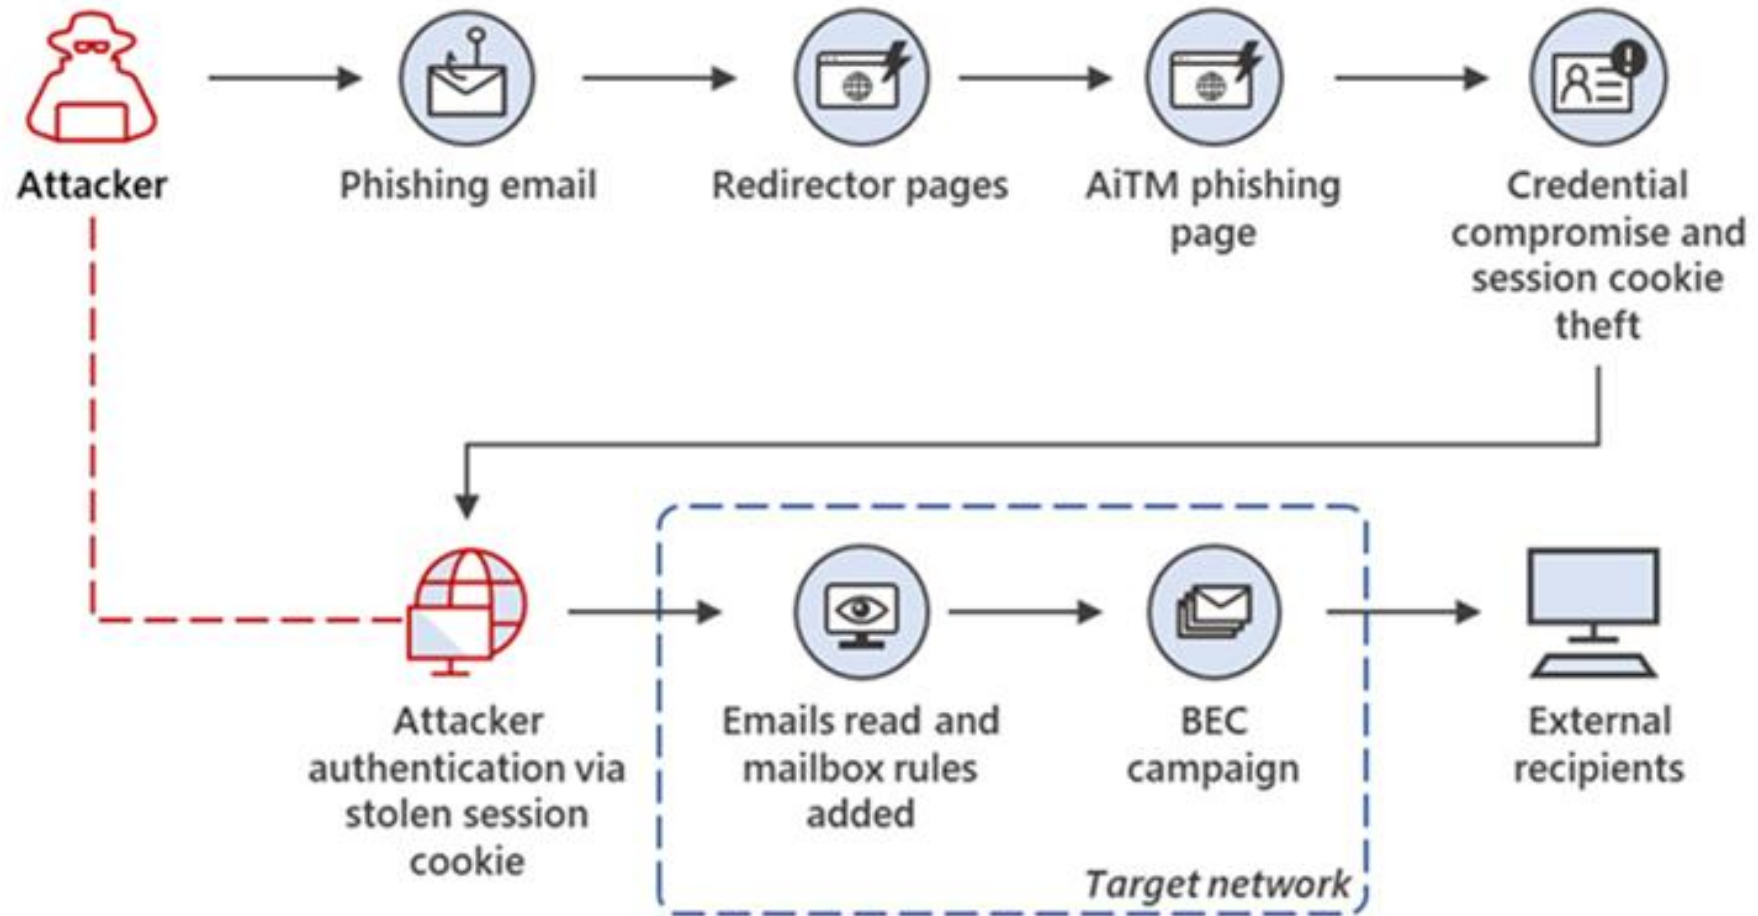 Attacker
Phishing email
Redirector pages
AiTM phishing
page
Credential
compromise and
session cookie
theft
Attacker
authentication via
stolen session
cookie
Emails read and
mailbox rules
added
BEC
campaign
External
recipients
Target network